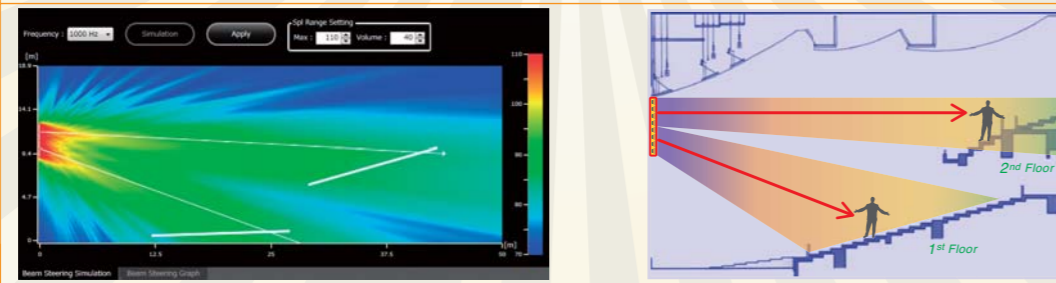 Spl Range Setting
Frequency : 1000 Hz Simulation Apply Max : 110 Volume : 40
[m]
18.9
14.1
9.4
4.7
0
0 12.5 25 37.5 50 [m]
110
100
90
80
70
Beam Steering Simulation Beam Steering Graph
2nd Floor
1st Floor